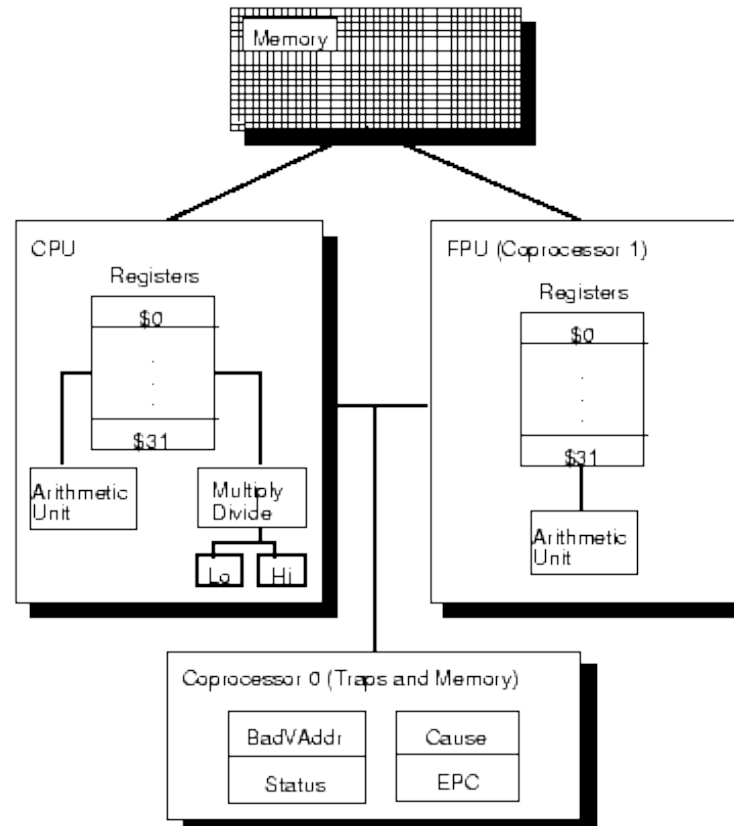 Memory
CPU
Registers
$0
.
.
.
$31
Arithmetic
Unit
Multiply
Divide
Lo
Hi
FPU (Coprocessor 1)
Registers
$0
.
.
.
$31
Arithmetic
Unit
Coprocessor 0 (Traps and Memory)
BadVAddr
Cause
Status
EPC